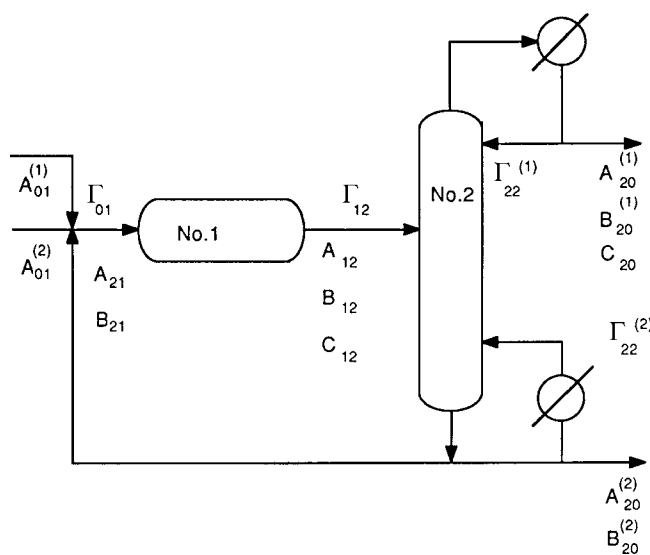 Γ₂₂⁽¹⁾
A₂₀⁽¹⁾
B₂₀⁽¹⁾
C₂₀
No.2
A₀₁⁽¹⁾
Γ₀₁
No.1
Γ₁₂
A₀₁⁽²⁾
A₂₁
B₂₁
A₁₂
B₁₂
C₁₂
Γ₂₂⁽²⁾
A₂₀⁽²⁾
B₂₀⁽²⁾